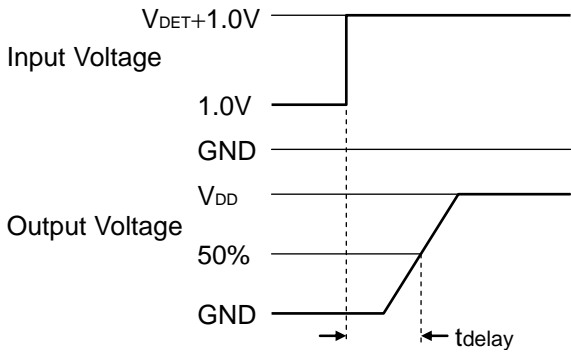 VDET+1.0V
Input Voltage
1.0V
GND
VDD
Output Voltage
50%
GND
tdelay